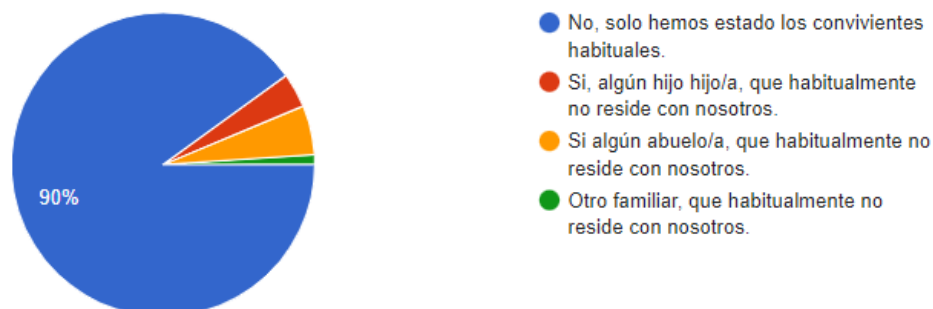 90%
No, solo hemos estado los convivientes
habituales.
Si, algún hijo hijo/a, que habitualmente
no reside con nosotros.
Si algún abuelo/a, que habitualmente no
reside con nosotros.
Otro familiar, que habitualmente no
reside con nosotros.